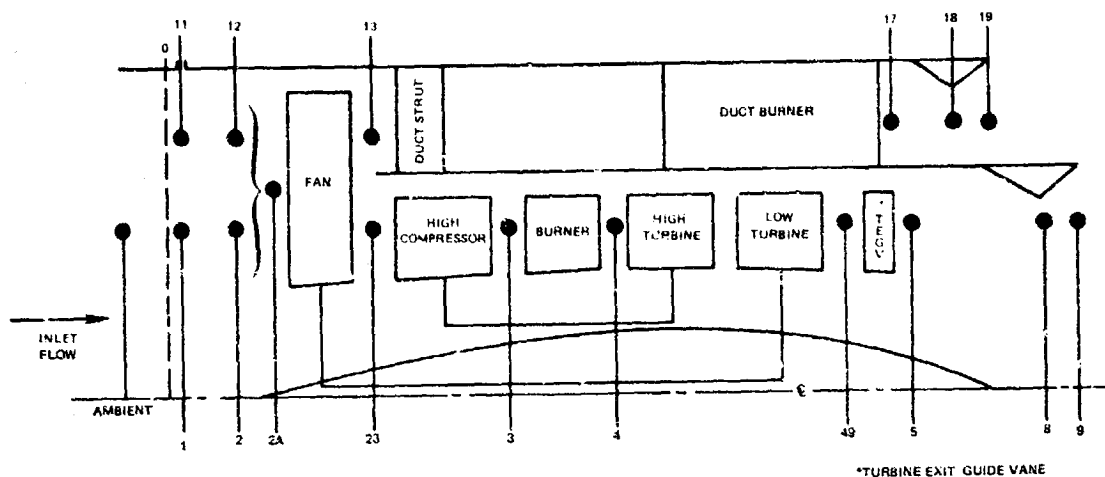 11 12 13 17 18 19
0
DUCT STRUT
DUCT BURNER
FAN
HIGH
COMPRESSOR
BURNER
HIGH
TURBINE
LOW
TURBINE
* TEGV
INLET
FLOW
AMBIENT
℄
1 2 2A 23 3 4 49 5 8 9
*TURBINE EXIT GUIDE VANE